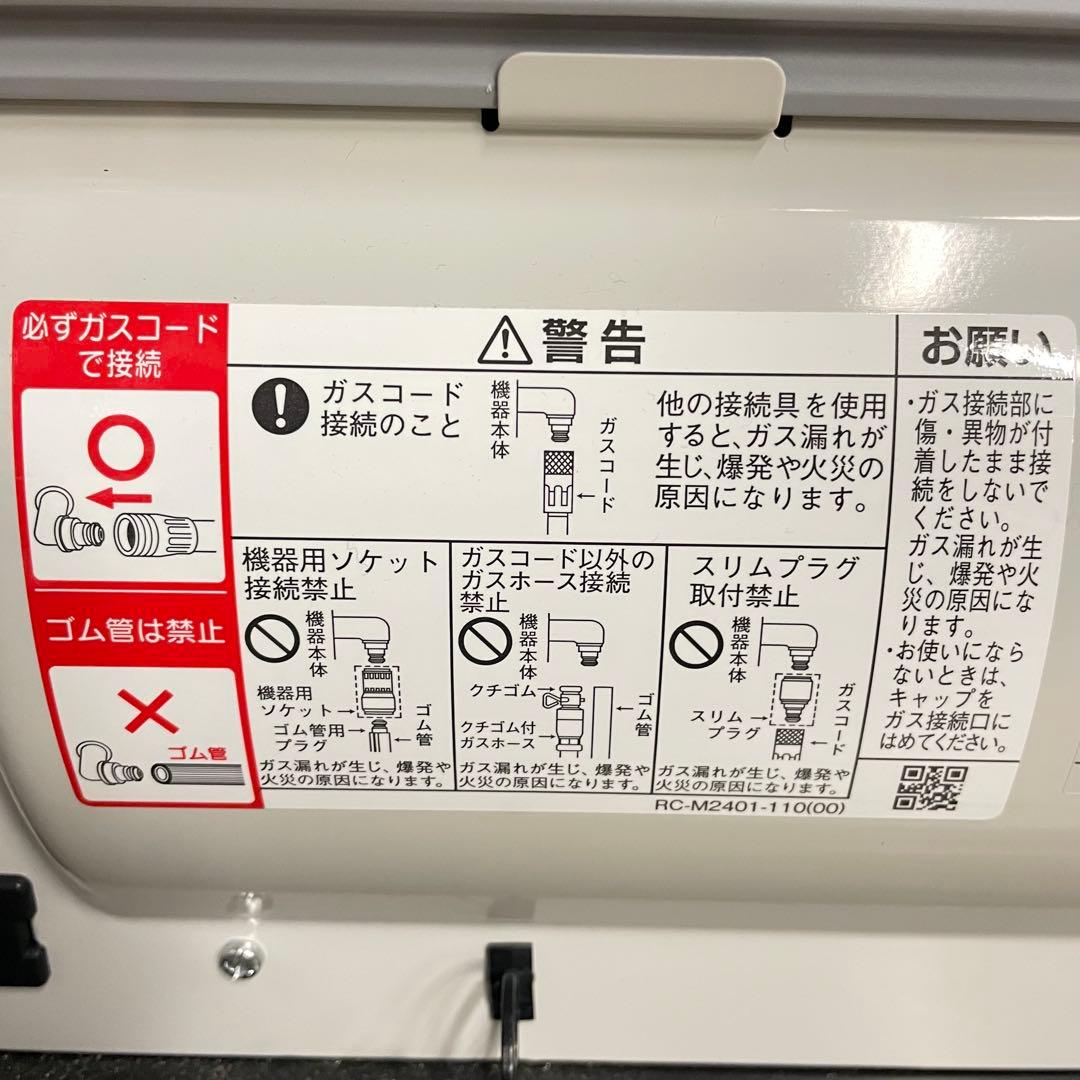 必ずガスコード
で接続
ゴム管は禁止
ゴム管
警告
ガスコード
接続のこと
機器本体
ガスコード
他の接続具を使用
すると、ガス漏れが
生じ、爆発や火災の
原因になります。
機器用ソケット
接続禁止
機器本体
機器用
ソケット
ゴム管用
プラグ
ゴム管
ガス漏れが生じ、爆発や
火災の原因になります。
ガスコード以外の
ガスホース接続
禁止
機器本体
クチゴム
クチゴム付
ガスホース
ゴム管
ガス漏れが生じ、爆発や
火災の原因になります。
スリムプラグ
取付禁止
機器本体
スリム
プラグ
ガスコード
ガス漏れが生じ、爆発や
火災の原因になります。
RC-M2401-110(00)
お願い
・ガス接続部に
傷・異物が付
着したまま接
続をしないで
ください。
ガス漏れが生
じ、爆発や火
災の原因にな
ります。
・お使いになら
ないときは、
キャップを
ガス接続口に
はめてください。